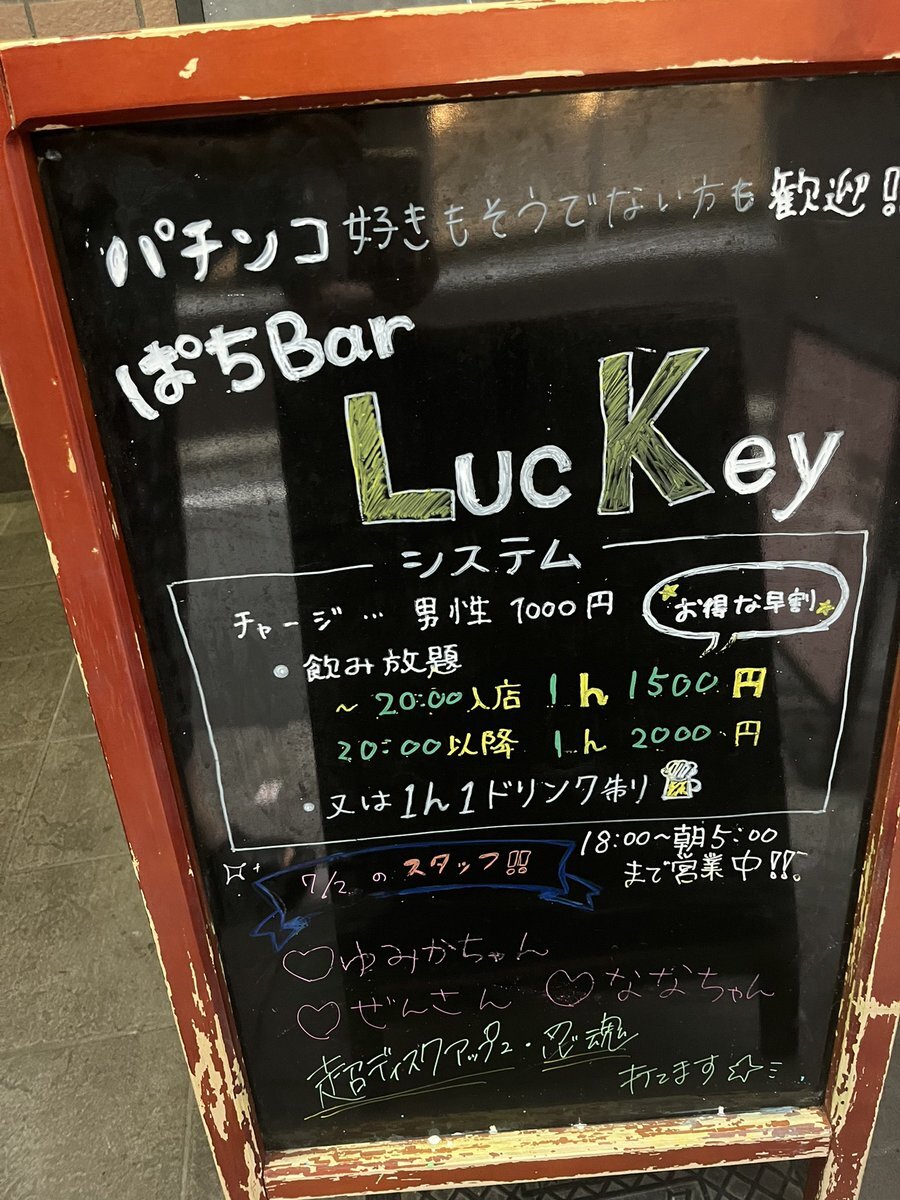 パチンコ好きもそうでない方も歓迎!!
ぱちBar
LucKey
システム
チャージ… 男性 1000円
お得な早割
• 飲み放題
~20:00入店 1h 1500円
20:00以降 1h 2000円
• 又は1h1ドリンク制り
18:00~朝5:00
まで営業中!!
7/2 のスタッフ!!
♡ゆみかちゃん
♡ぜんさん ♡ななちゃん
超ディスクアップ2・忍魂
打てます☆